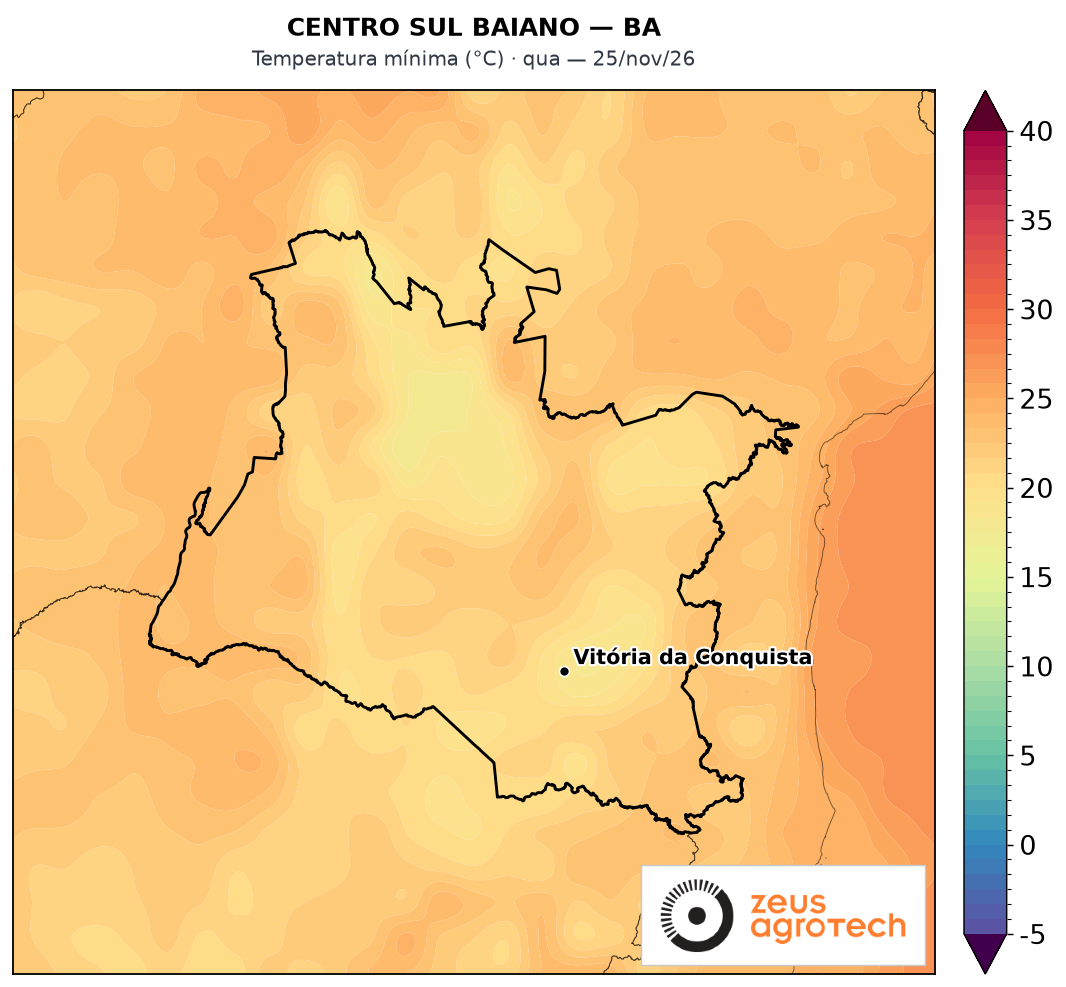 CENTRO SUL BAIANO — BA
Temperatura mínima (°C) · qua — 25/nov/26
40
35
30
25
20
15
10
5
0
-5
Vitória da Conquista
zeus
agrotech